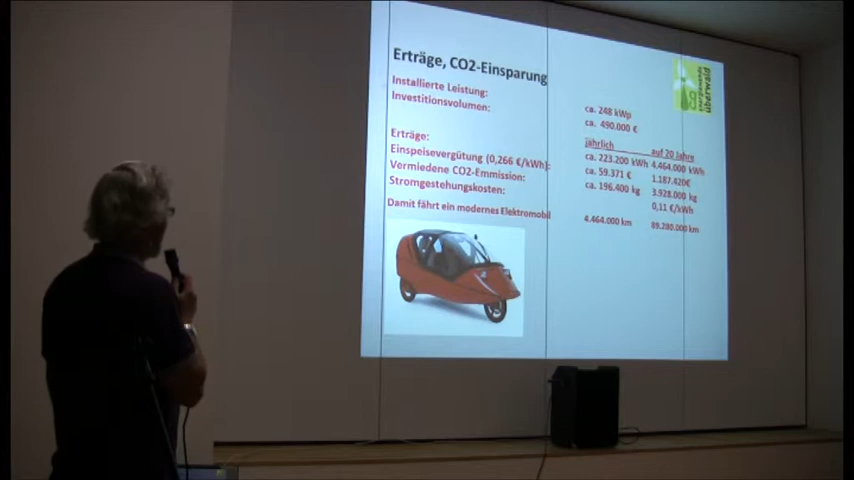 Erträge, CO2-Einsparung
Installierte Leistung: ca. 248 kWp
Investitionsvolumen: ca. 490.000 €
Erträge: jährlich auf 20 Jahre
Einspeisevergütung (0,266 €/kWh): ca. 223.200 kWh 4.464.000 kWh
Vermiedene CO2-Emmission: ca. 59.371 € 1.187.420€
Stromgestehungskosten: ca. 196.400 kg 3.928.000 kg
0,11 €/kWh
Damit fährt ein modernes Elektromobil 4.464.000 km 89.280.000 km
überwald